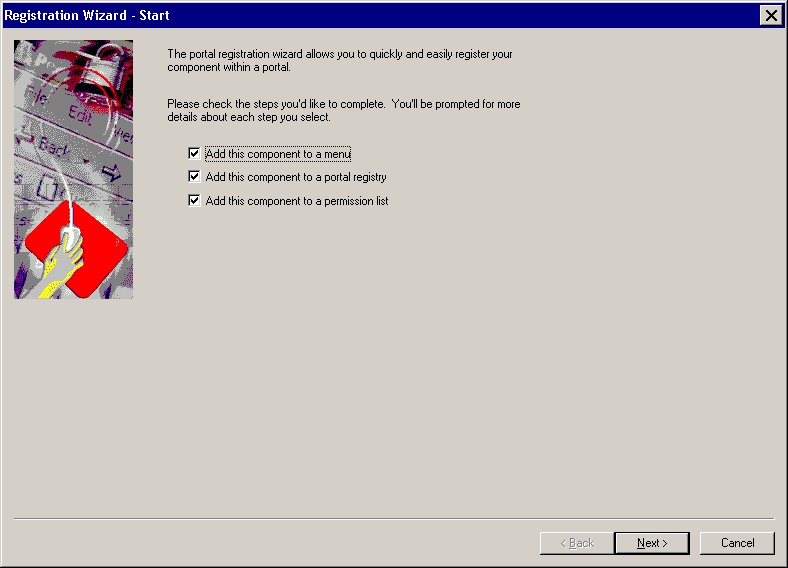 Registration Wizard - Start
The portal registration wizard allows you to quickly and easily register your
component within a portal.
Please check the steps you'd like to complete.  You'll be prompted for more
details about each step you select.
Add this component to a menu
Add this component to a portal registry
Add this component to a permission list
File
Edit
Back
< Back
Next >
Cancel